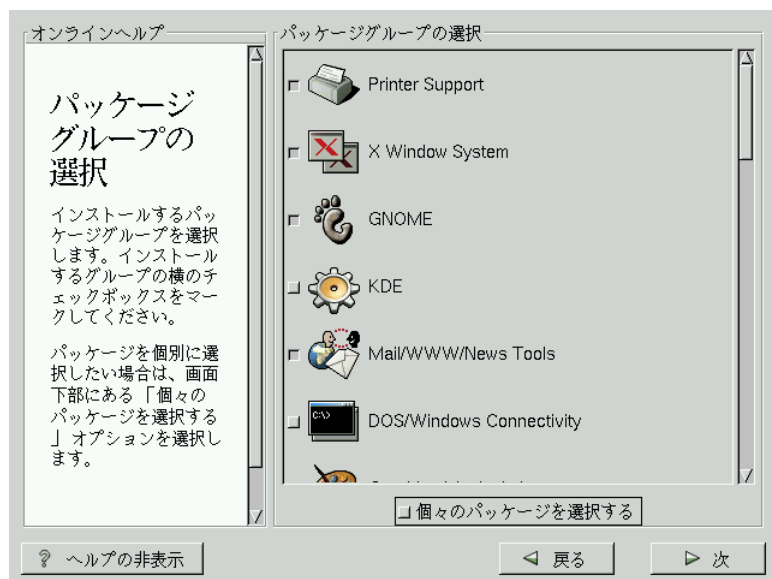 オンラインヘルプ
パッケージ
グループの
選択
インストールするパッ
ケージグループを選択
します。インストール
するグループの横のチ
ェックボックスをマー
クしてください。
パッケージを個別に選
択したい場合は、画面
下部にある「個々の
パッケージを選択する
」オプションを選択し
ます。
パッケージグループの選択
Printer Support
X Window System
GNOME
KDE
Mail/WWW/News Tools
C:\>
DOS/Windows Connectivity
個々のパッケージを選択する
? ヘルプの非表示
戻る
次